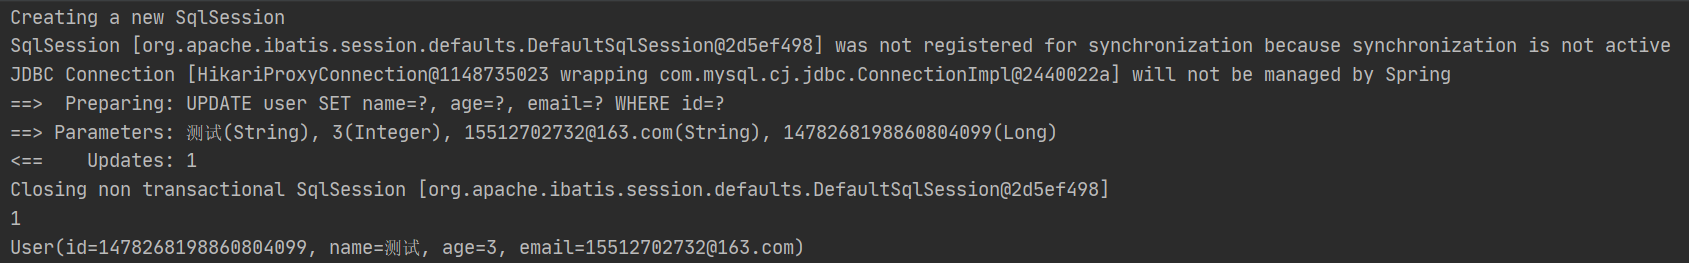 Creating a new SqlSession
SqlSession [org.apache.ibatis.session.defaults.DefaultSqlSession@2d5ef498] was not registered for synchronization because synchronization is not active
JDBC Connection [HikariProxyConnection@1148735023 wrapping com.mysql.cj.jdbc.ConnectionImpl@2440022a] will not be managed by Spring
==>  Preparing: UPDATE user SET name=?, age=?, email=? WHERE id=?
==> Parameters: 测试(String), 3(Integer), 15512702732@163.com(String), 1478268198860804099(Long)
<==    Updates: 1
Closing non transactional SqlSession [org.apache.ibatis.session.defaults.DefaultSqlSession@2d5ef498]
1
User(id=1478268198860804099, name=测试, age=3, email=15512702732@163.com)